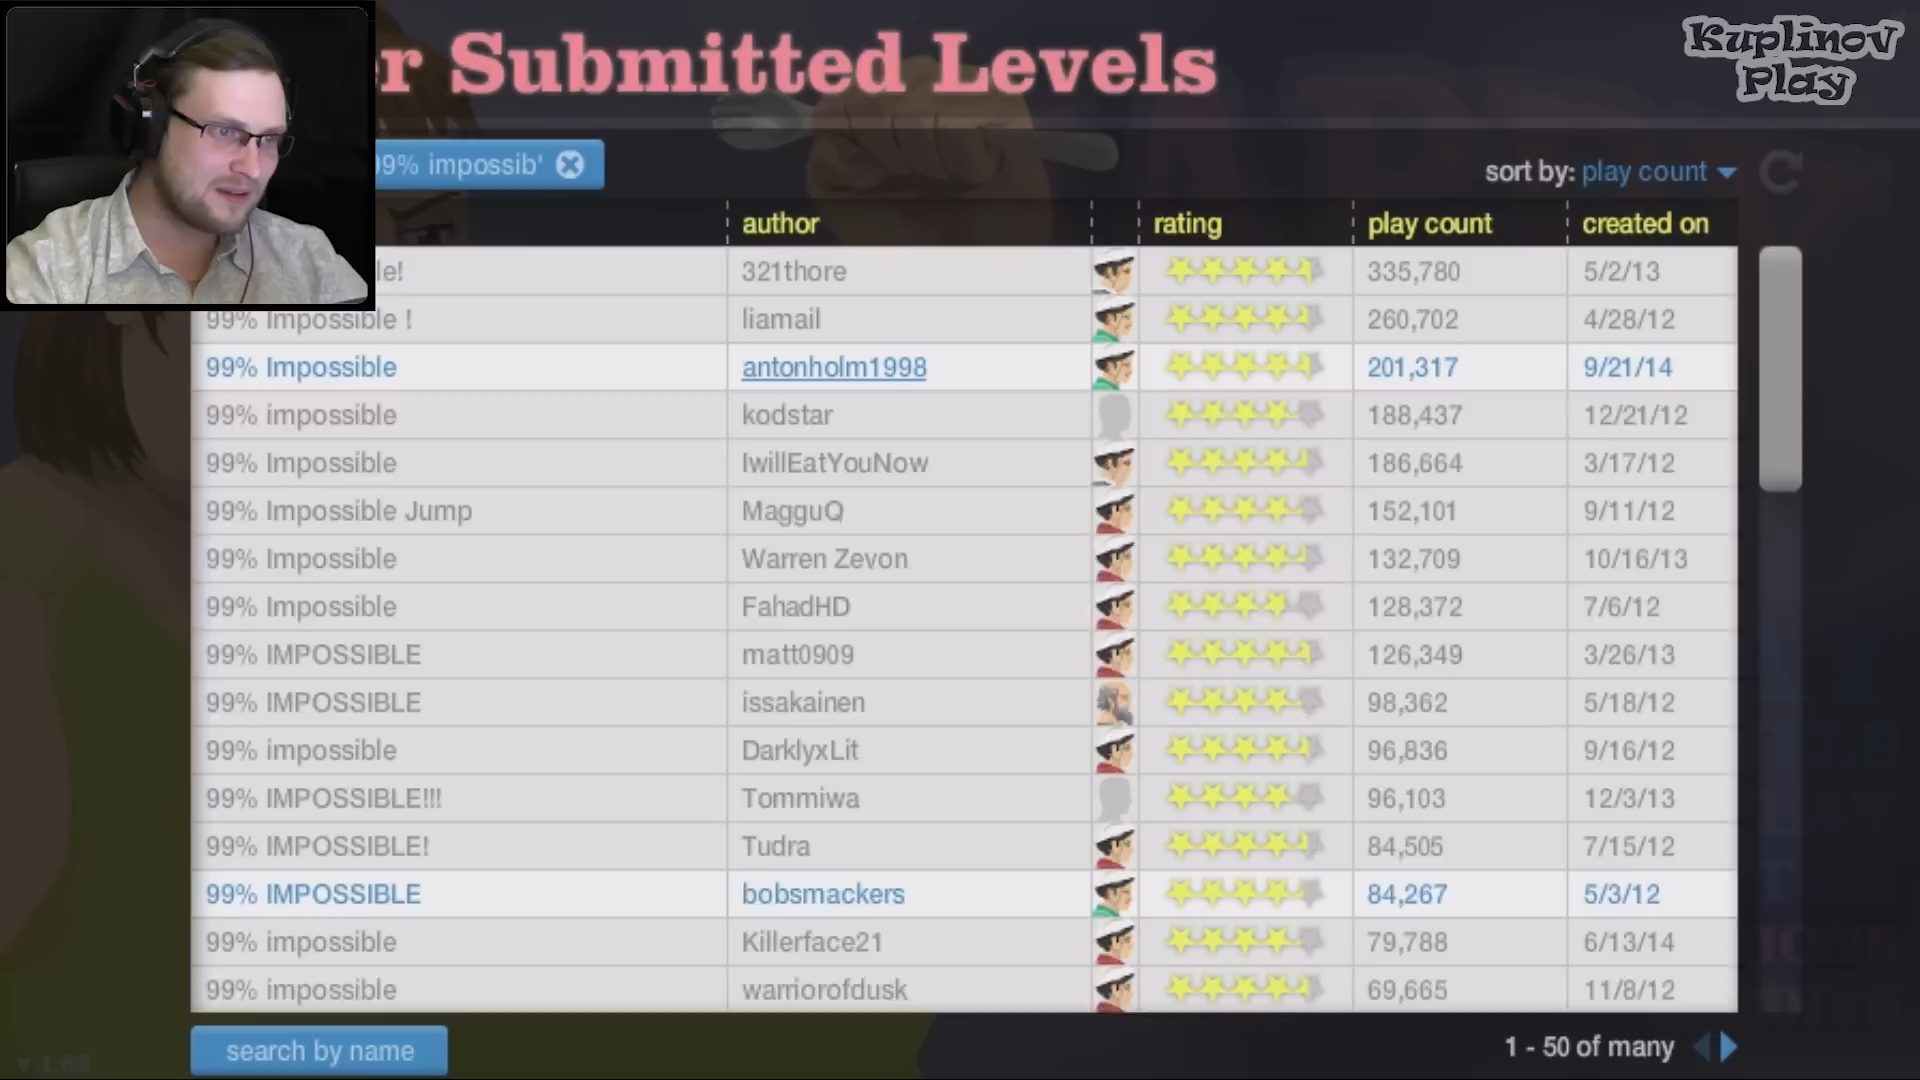 Kuplinov
Play
r Submitted Levels
99% impossib'
sort by: play count
author rating play count created on
le! 321thore 335,780 5/2/13
99% Impossible ! liamail 260,702 4/28/12
99% Impossible antonholm1998 201,317 9/21/14
99% impossible kodstar 188,437 12/21/12
99% Impossible IwillEatYouNow 186,664 3/17/12
99% Impossible Jump MagguQ 152,101 9/11/12
99% Impossible Warren Zevon 132,709 10/16/13
99% Impossible FahadHD 128,372 7/6/12
99% IMPOSSIBLE matt0909 126,349 3/26/13
99% IMPOSSIBLE issakainen 98,362 5/18/12
99% impossible DarklyxLit 96,836 9/16/12
99% IMPOSSIBLE!!! Tommiwa 96,103 12/3/13
99% IMPOSSIBLE! Tudra 84,505 7/15/12
99% IMPOSSIBLE bobsmackers 84,267 5/3/12
99% impossible Killerface21 79,788 6/13/14
99% impossible warriorofdusk 69,665 11/8/12
search by name
1 - 50 of many